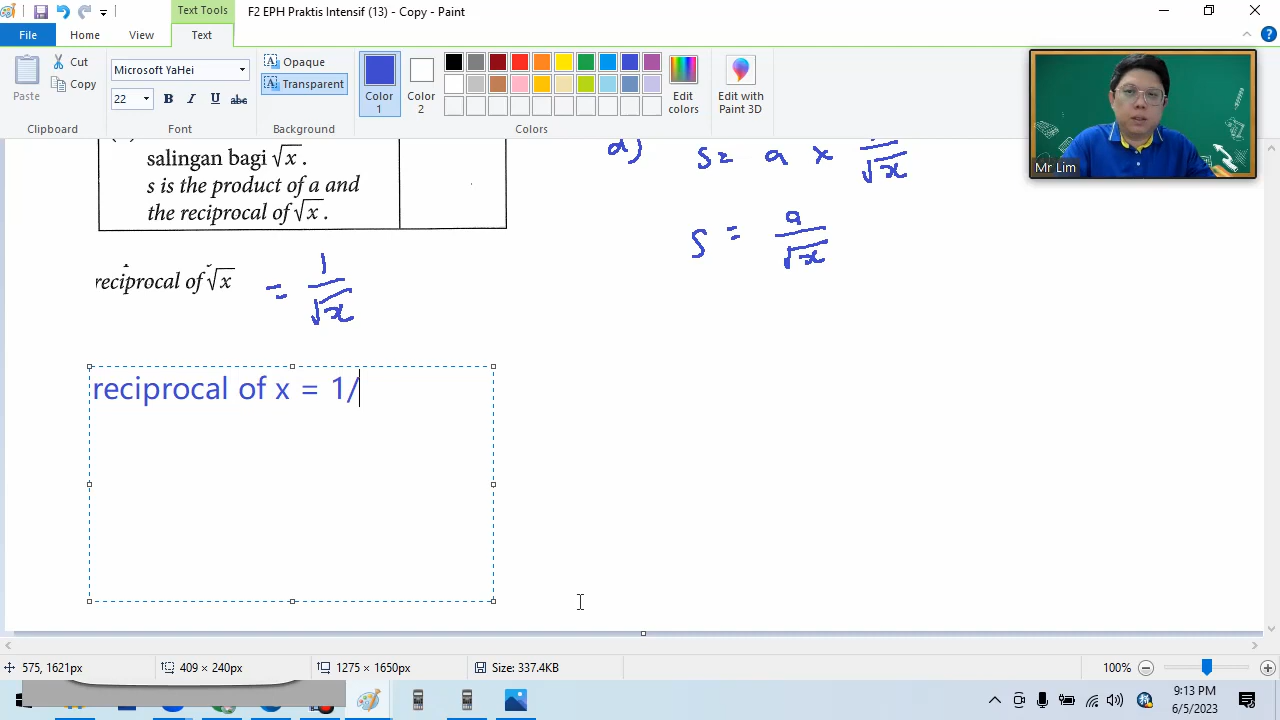 F2 EPH Praktis Intensif (13) - Copy - Paint
Text Tools
File
Home
View
Text
Paste
Cut
Copy
Clipboard
Microsoft YaHei
22
B
I
U
abc
Font
Opaque
Transparent
Background
Color 1
Color 2
Edit colors
Edit with Paint 3D
Colors
Mr Lim
salingan bagi √x.
s is the product of a and
the reciprocal of √x.
reciprocal of √x = 1/√x
reciprocal of x = 1/
d) s = a × 1/√x
s = a/√x
575, 1621px
409 × 240px
1275 × 1650px
Size: 337.4KB
100%
9:13 PM
6/5/2023